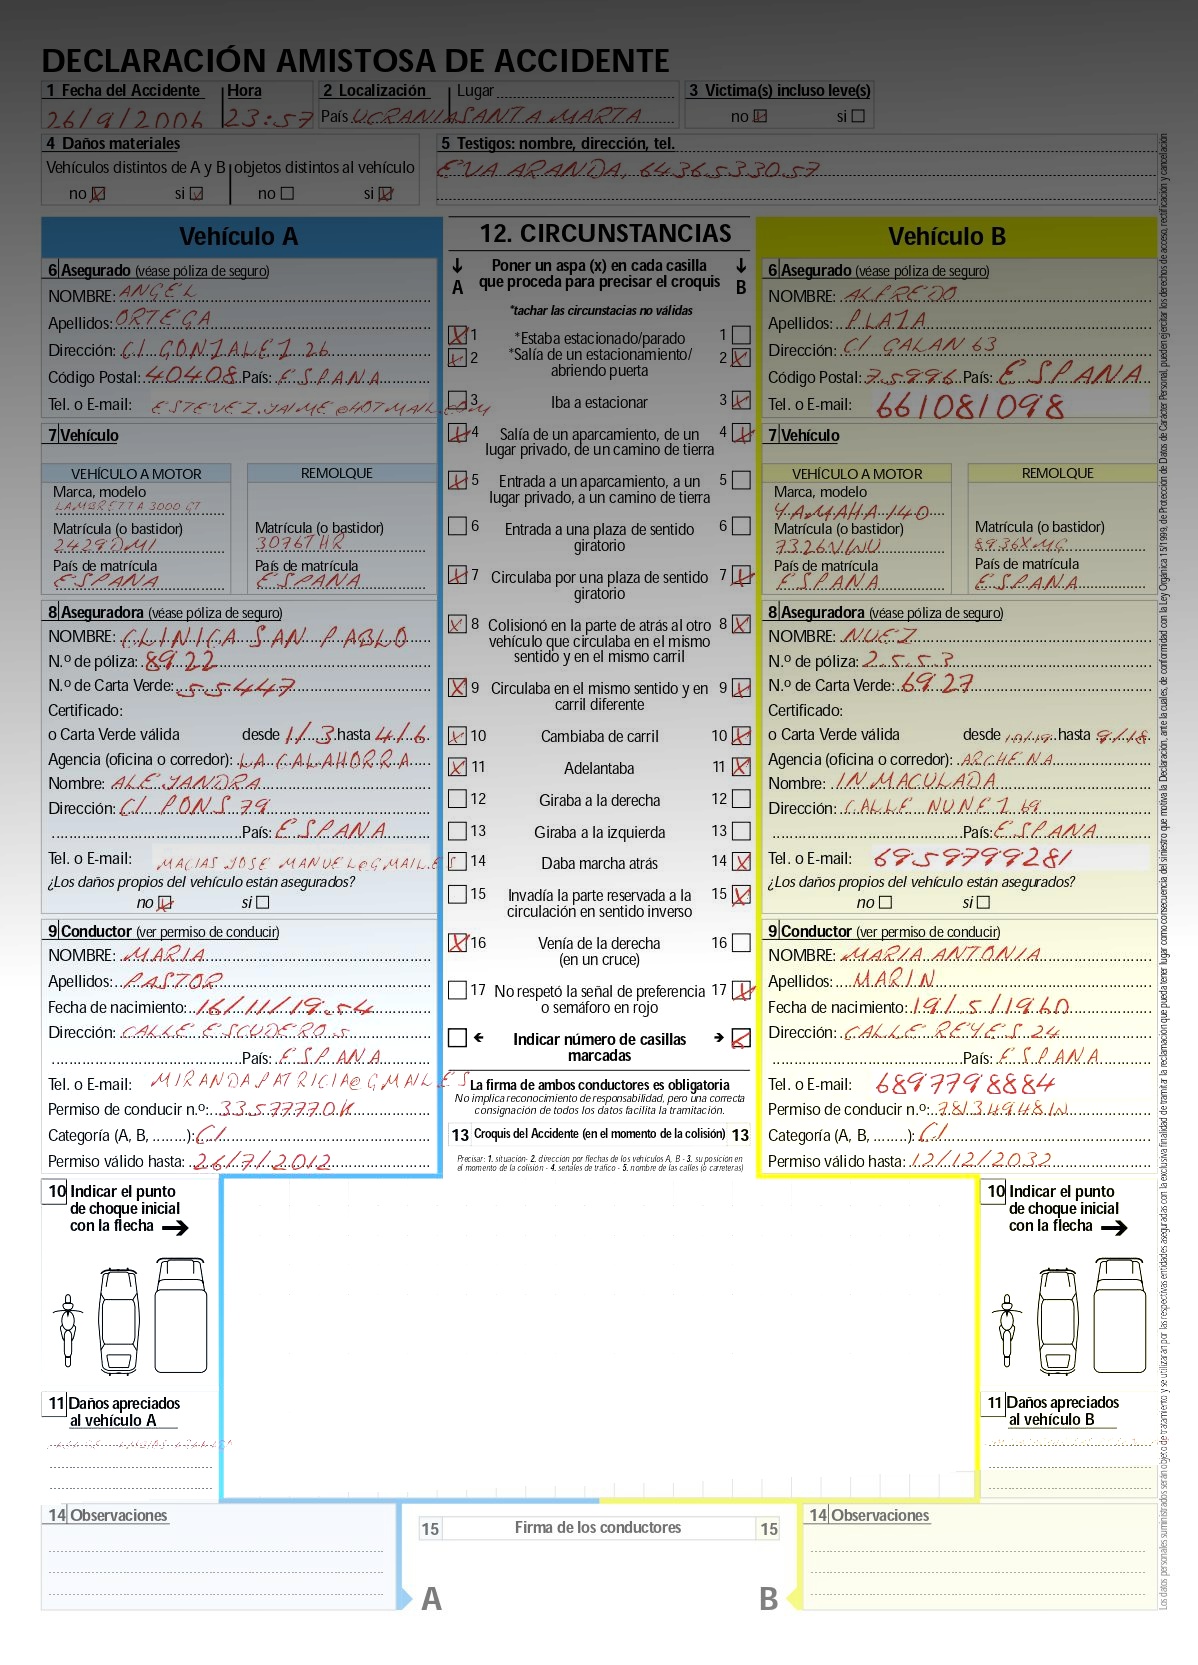 DECLARACIÓN AMISTOSA DE ACCIDENTE
1 Fecha del Accidente Hora 2 Localización Lugar 3 Victima(s) incluso leve(s)
26/9/2006 23:57 País UCRANIA SANTA MARTA no si
4 Daños materiales
Vehículos distintos de A y B objetos distintos al vehículo
no si no si
5 Testigos: nombre, dirección, tel.
EVA ARANDA, 6436533057
Vehículo A
6 Asegurado (véase póliza de seguro)
NOMBRE: ANGEL
Apellidos: ORTEGA
Dirección: C/ GONZALEZ 26
Código Postal: 40408 País: ESPANA
Tel. o E-mail: ESTEVEZ.JAIME@HOTMAIL.COM
7 Vehículo
VEHÍCULO A MOTOR REMOLQUE
Marca, modelo
LAMBRETTA 3000 GT
Matrícula (o bastidor) Matrícula (o bastidor)
2429DMI 3076THR
País de matrícula País de matrícula
ESPANA ESPANA
8 Aseguradora (véase póliza de seguro)
NOMBRE: CLINICA SAN PABLO
N.º de póliza: 8922
N.º de Carta Verde: 55447
Certificado:
o Carta Verde válida desde 1/3 hasta 4/6
Agencia (oficina o corredor): LA CALAHORRA
Nombre: ALEJANDRA
Dirección: C/ PONS 79
País: ESPANA
Tel. o E-mail: MACIAS JOSE MANUEL@GMAIL.ES
¿Los daños propios del vehículo están asegurados?
no si
9 Conductor (ver permiso de conducir)
NOMBRE: MARIA
Apellidos: PASTOR
Fecha de nacimiento: 16/11/1954
Dirección: CALLE ESCUDERO 5
País: ESPANA
Tel. o E-mail: MIRANDAPATRICIA@GMAIL.ES
Permiso de conducir n.º: 33577770K
Categoría (A, B, ........): C1
Permiso válido hasta: 26/7/2012
12. CIRCUNSTANCIAS
A Poner un aspa (x) en cada casilla B
que proceda para precisar el croquis
*tachar las circunstacias no válidas
1 *Estaba estacionado/parado 1
2 *Salía de un estacionamiento/ 2
abriendo puerta
3 Iba a estacionar 3
4 Salía de un aparcamiento, de un 4
lugar privado, de un camino de tierra
5 Entrada a un aparcamiento, a un 5
lugar privado, a un camino de tierra
6 Entrada a una plaza de sentido 6
giratorio
7 Circulaba por una plaza de sentido 7
giratorio
8 Colisionó en la parte de atrás al otro 8
vehículo que circulaba en el mismo
sentido y en el mismo carril
9 Circulaba en el mismo sentido y en 9
carril diferente
10 Cambiaba de carril 10
11 Adelantaba 11
12 Giraba a la derecha 12
13 Giraba a la izquierda 13
14 Daba marcha atrás 14
15 Invadía la parte reservada a la 15
circulación en sentido inverso
16 Venía de la derecha 16
(en un cruce)
17 No respetó la señal de preferencia 17
o semáforo en rojo
Indicar número de casillas
marcadas
La firma de ambos conductores es obligatoria
No implica reconocimiento de responsabilidad, pero una correcta
consignación de todos los datos facilita la tramitación.
13 Croquis del Accidente (en el momento de la colisión) 13
Precisar: 1. situación- 2. dirección por flechas de los vehículos A, B - 3. su posición en
el momento de la colisión - 4. señales de trafico - 5. nombre de las calles (o carreteras)
Vehículo B
6 Asegurado (véase póliza de seguro)
NOMBRE: ALFREDO
Apellidos: PLAZA
Dirección: C/ GALAN 63
Código Postal: 75996 País: ESPANA
Tel. o E-mail: 661081098
7 Vehículo
VEHÍCULO A MOTOR REMOLQUE
Marca, modelo
YAMAHA 140
Matrícula (o bastidor) Matrícula (o bastidor)
7326NWU 8936XMG
País de matrícula País de matrícula
ESPANA ESPANA
8 Aseguradora (véase póliza de seguro)
NOMBRE: NUEZ
N.º de póliza: 2553
N.º de Carta Verde: 6927
Certificado:
o Carta Verde válida desde 10/19 hasta 9/18
Agencia (oficina o corredor): ARCHENA
Nombre: INMACULADA
Dirección: CALLE NUNEZ 69
País: ESPANA
Tel. o E-mail: 6959799281
¿Los daños propios del vehículo están asegurados?
no si
9 Conductor (ver permiso de conducir)
NOMBRE: MARIA ANTONIA
Apellidos: MARIN
Fecha de nacimiento: 19/5/1960
Dirección: CALLE REYES 24
País: ESPANA
Tel. o E-mail: 6897798884
Permiso de conducir n.º: 78134948W
Categoría (A, B, ........): C1
Permiso válido hasta: 12/12/2032
10 Indicar el punto
de choque inicial
con la flecha
11 Daños apreciados
al vehículo A
10 Indicar el punto
de choque inicial
con la flecha
11 Daños apreciados
al vehículo B
14 Observaciones
15 Firma de los conductores 15
A B
14 Observaciones
Los datos personales suministrados serán objeto de tratamiento y se utilizaran por las respectivas entidades aseguradas con la exclusiva finalidad de tramitar la reclamación que pueda tener lugar como consecuencia del siniestro que motiva la Declaración, ante la cuales, de conformidad con la Ley Orgánica 15/1999, de Protección de Datos de Carácter Personal, pueden ejercitar los derechos de acceso, rectificación y cancelación